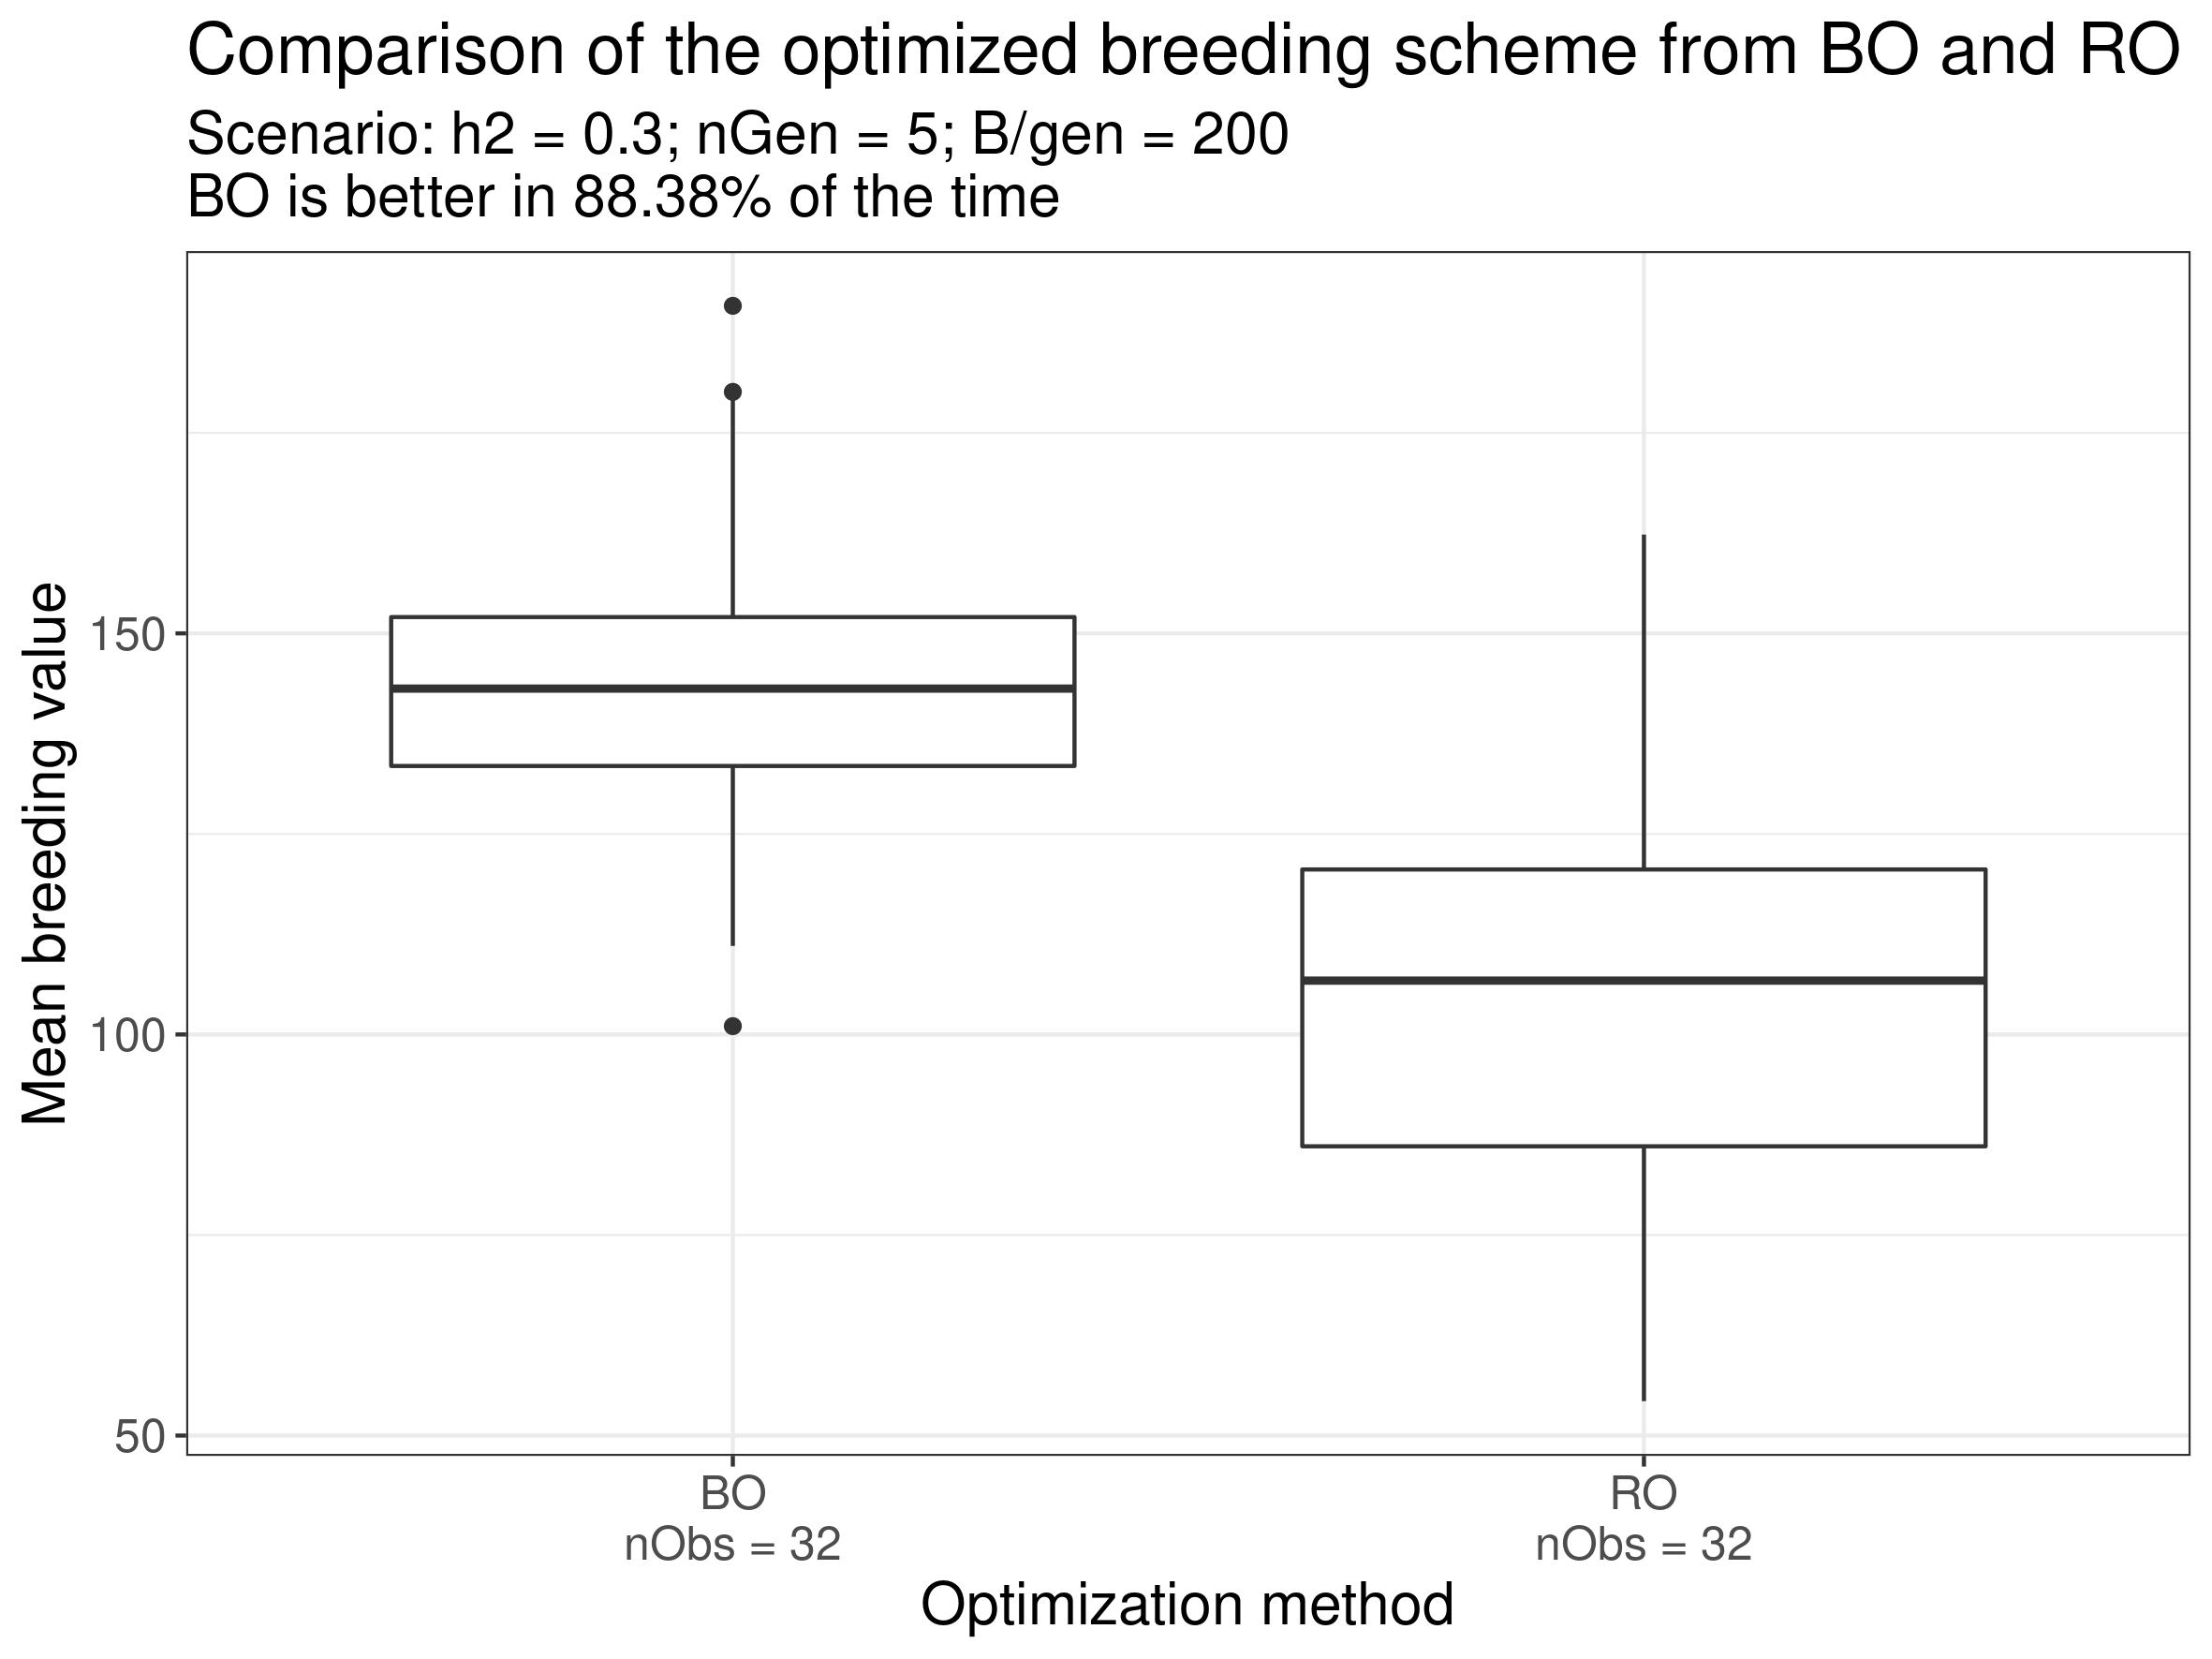 Comparison of the optimized breeding scheme from BO and RO
Scenario: h2 = 0.3; nGen = 5; B/gen = 200
BO is better in 88.38% of the time
Mean breeding value
150
100
50
BO
nObs = 32
RO
nObs = 32
Optimization method